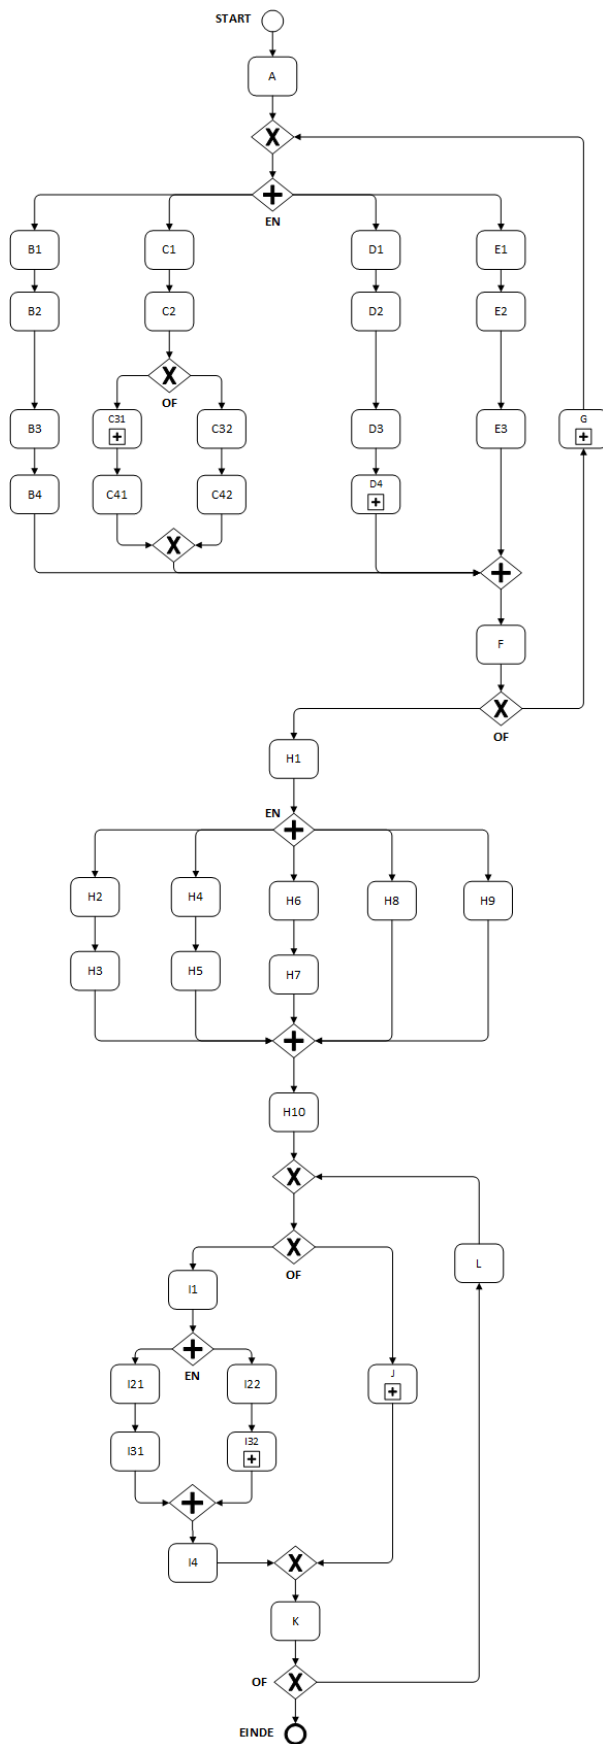 START
A
X
+
EN
B1
C1
D1
E1
B2
C2
D2
E2
X
OF
C31
+
C32
B3
D3
E3
G
+
B4
C41
C42
D4
+
X
+
F
X
OF
H1
EN
+
H2
H4
H6
H8
H9
H3
H5
H7
+
H10
X
X
OF
L
I1
+
EN
I21
I22
J
+
I31
I32
+
+
I4
X
K
OF
X
EINDE